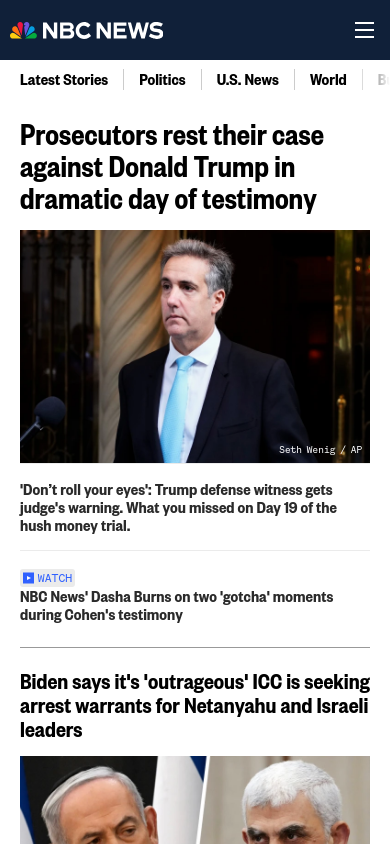 NBC NEWS
Latest Stories
Politics
U.S. News
World
Prosecutors rest their case
against Donald Trump in
dramatic day of testimony
Seth Wenig / AP
'Don’t roll your eyes': Trump defense witness gets
judge's warning. What you missed on Day 19 of the
hush money trial.
WATCH
NBC News' Dasha Burns on two 'gotcha' moments
during Cohen's testimony
Biden says it's 'outrageous' ICC is seeking
arrest warrants for Netanyahu and Israeli
leaders